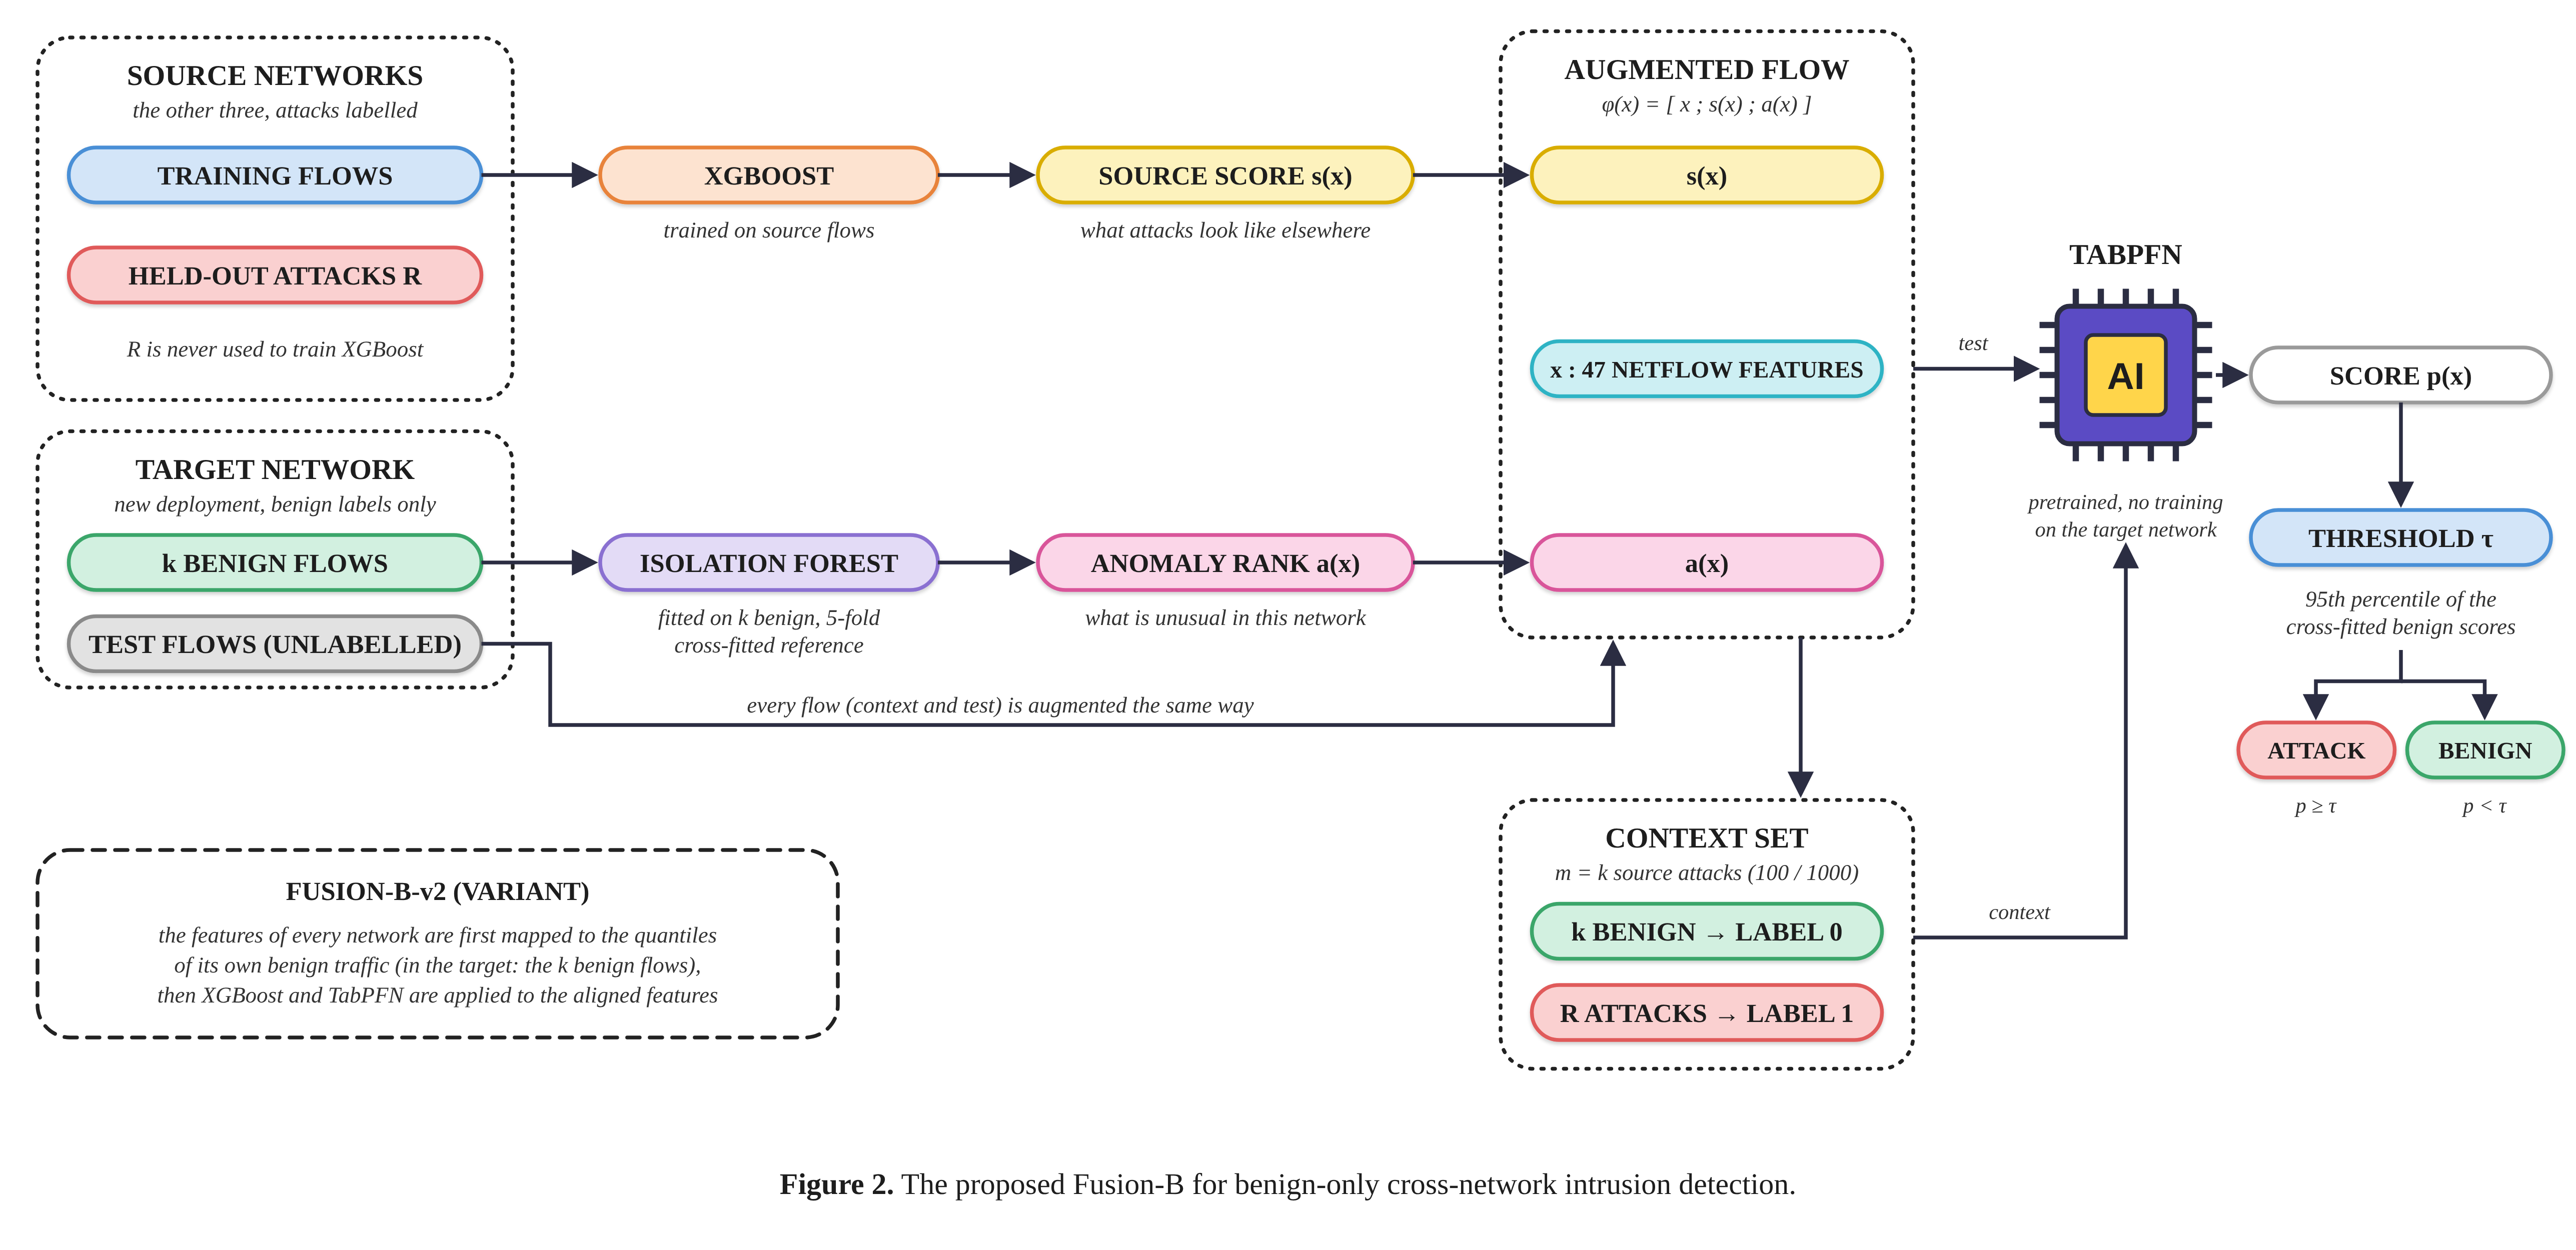 SOURCE NETWORKS
the other three, attacks labelled
TRAINING FLOWS
HELD-OUT ATTACKS R
R is never used to train XGBoost
XGBOOST
trained on source flows
SOURCE SCORE s(x)
what attacks look like elsewhere
AUGMENTED FLOW
φ(x) = [ x ; s(x) ; a(x) ]
s(x)
x : 47 NETFLOW FEATURES
a(x)
TARGET NETWORK
new deployment, benign labels only
k BENIGN FLOWS
TEST FLOWS (UNLABELLED)
ISOLATION FOREST
fitted on k benign, 5-fold
cross-fitted reference
ANOMALY RANK a(x)
what is unusual in this network
every flow (context and test) is augmented the same way
test
TABPFN
AI
pretrained, no training
on the target network
SCORE p(x)
THRESHOLD τ
95th percentile of the
cross-fitted benign scores
ATTACK
BENIGN
p ≥ τ
p < τ
CONTEXT SET
m = k source attacks (100 / 1000)
k BENIGN → LABEL 0
R ATTACKS → LABEL 1
context
FUSION-B-v2 (VARIANT)
the features of every network are first mapped to the quantiles
of its own benign traffic (in the target: the k benign flows),
then XGBoost and TabPFN are applied to the aligned features
Figure 2. The proposed Fusion-B for benign-only cross-network intrusion detection.